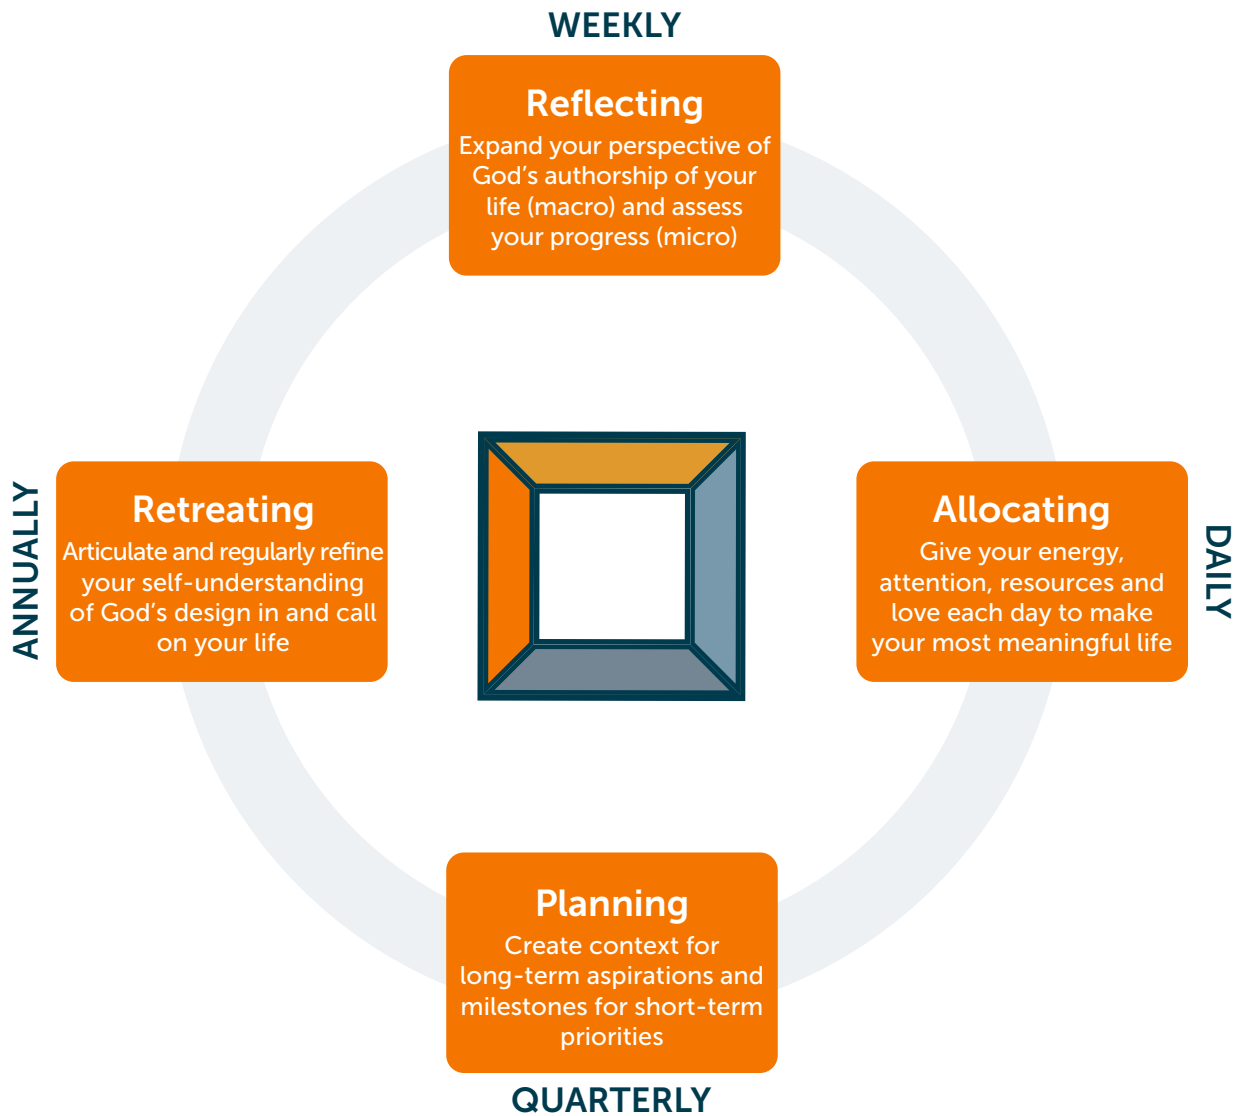 WEEKLY
Reflecting
Expand your perspective of
God's authorship of your
life (macro) and assess
your progress (micro)
ANNUALLY
Retreating
Articulate and regularly refine
your self-understanding
of God's design in and call
on your life
Allocating
Give your energy,
attention, resources and
love each day to make
your most meaningful life
DAILY
Planning
Create context for
long-term aspirations and
milestones for short-term
priorities
QUARTERLY